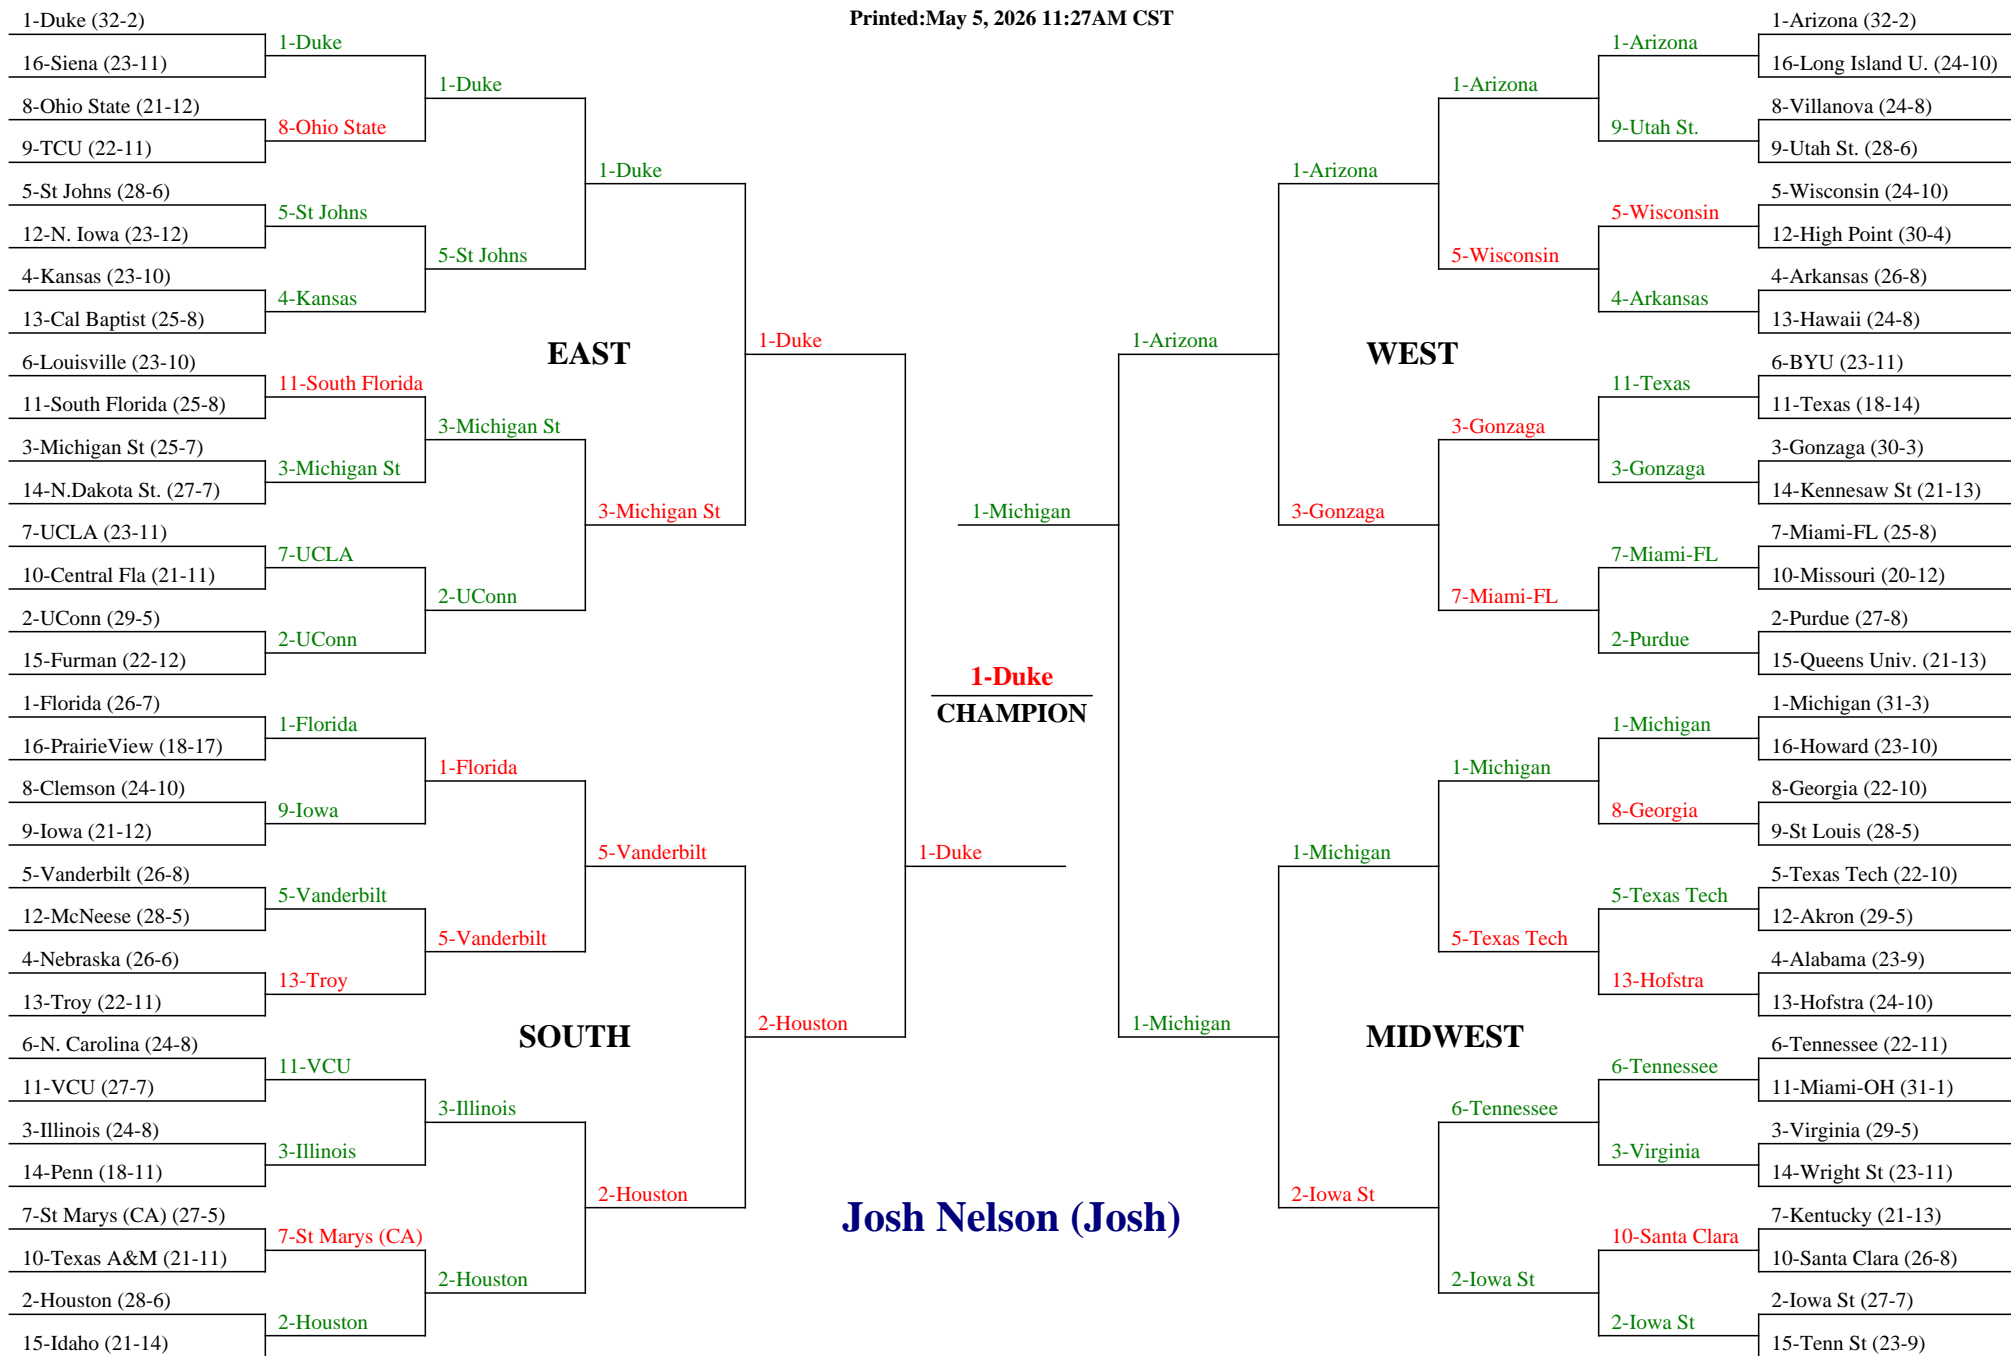 Printed:May 5, 2026 11:27AM CST
1-Duke (32-2)
16-Siena (23-11)
8-Ohio State (21-12)
9-TCU (22-11)
5-St Johns (28-6)
12-N. Iowa (23-12)
4-Kansas (23-10)
13-Cal Baptist (25-8)
6-Louisville (23-10)
11-South Florida (25-8)
3-Michigan St (25-7)
14-N.Dakota St. (27-7)
7-UCLA (23-11)
10-Central Fla (21-11)
2-UConn (29-5)
15-Furman (22-12)
1-Florida (26-7)
16-PrairieView (18-17)
8-Clemson (24-10)
9-Iowa (21-12)
5-Vanderbilt (26-8)
12-McNeese (28-5)
4-Nebraska (26-6)
13-Troy (22-11)
6-N. Carolina (24-8)
11-VCU (27-7)
3-Illinois (24-8)
14-Penn (18-11)
7-St Marys (CA) (27-5)
10-Texas A&M (21-11)
2-Houston (28-6)
15-Idaho (21-14)
1-Duke
8-Ohio State
5-St Johns
4-Kansas
11-South Florida
3-Michigan St
7-UCLA
2-UConn
1-Florida
9-Iowa
5-Vanderbilt
13-Troy
11-VCU
3-Illinois
7-St Marys (CA)
2-Houston
1-Duke
5-St Johns
3-Michigan St
2-UConn
1-Florida
5-Vanderbilt
3-Illinois
2-Houston
1-Duke
EAST
3-Michigan St
5-Vanderbilt
SOUTH
2-Houston
1-Duke
2-Houston
1-Duke
1-Michigan
1-Duke
CHAMPION
Josh Nelson (Josh)
1-Arizona
1-Michigan
1-Arizona
WEST
3-Gonzaga
1-Michigan
MIDWEST
2-Iowa St
1-Arizona
5-Wisconsin
3-Gonzaga
7-Miami-FL
1-Michigan
5-Texas Tech
6-Tennessee
2-Iowa St
1-Arizona
9-Utah St.
5-Wisconsin
4-Arkansas
11-Texas
3-Gonzaga
7-Miami-FL
2-Purdue
1-Michigan
8-Georgia
5-Texas Tech
13-Hofstra
6-Tennessee
3-Virginia
10-Santa Clara
2-Iowa St
1-Arizona (32-2)
16-Long Island U. (24-10)
8-Villanova (24-8)
9-Utah St. (28-6)
5-Wisconsin (24-10)
12-High Point (30-4)
4-Arkansas (26-8)
13-Hawaii (24-8)
6-BYU (23-11)
11-Texas (18-14)
3-Gonzaga (30-3)
14-Kennesaw St (21-13)
7-Miami-FL (25-8)
10-Missouri (20-12)
2-Purdue (27-8)
15-Queens Univ. (21-13)
1-Michigan (31-3)
16-Howard (23-10)
8-Georgia (22-10)
9-St Louis (28-5)
5-Texas Tech (22-10)
12-Akron (29-5)
4-Alabama (23-9)
13-Hofstra (24-10)
6-Tennessee (22-11)
11-Miami-OH (31-1)
3-Virginia (29-5)
14-Wright St (23-11)
7-Kentucky (21-13)
10-Santa Clara (26-8)
2-Iowa St (27-7)
15-Tenn St (23-9)